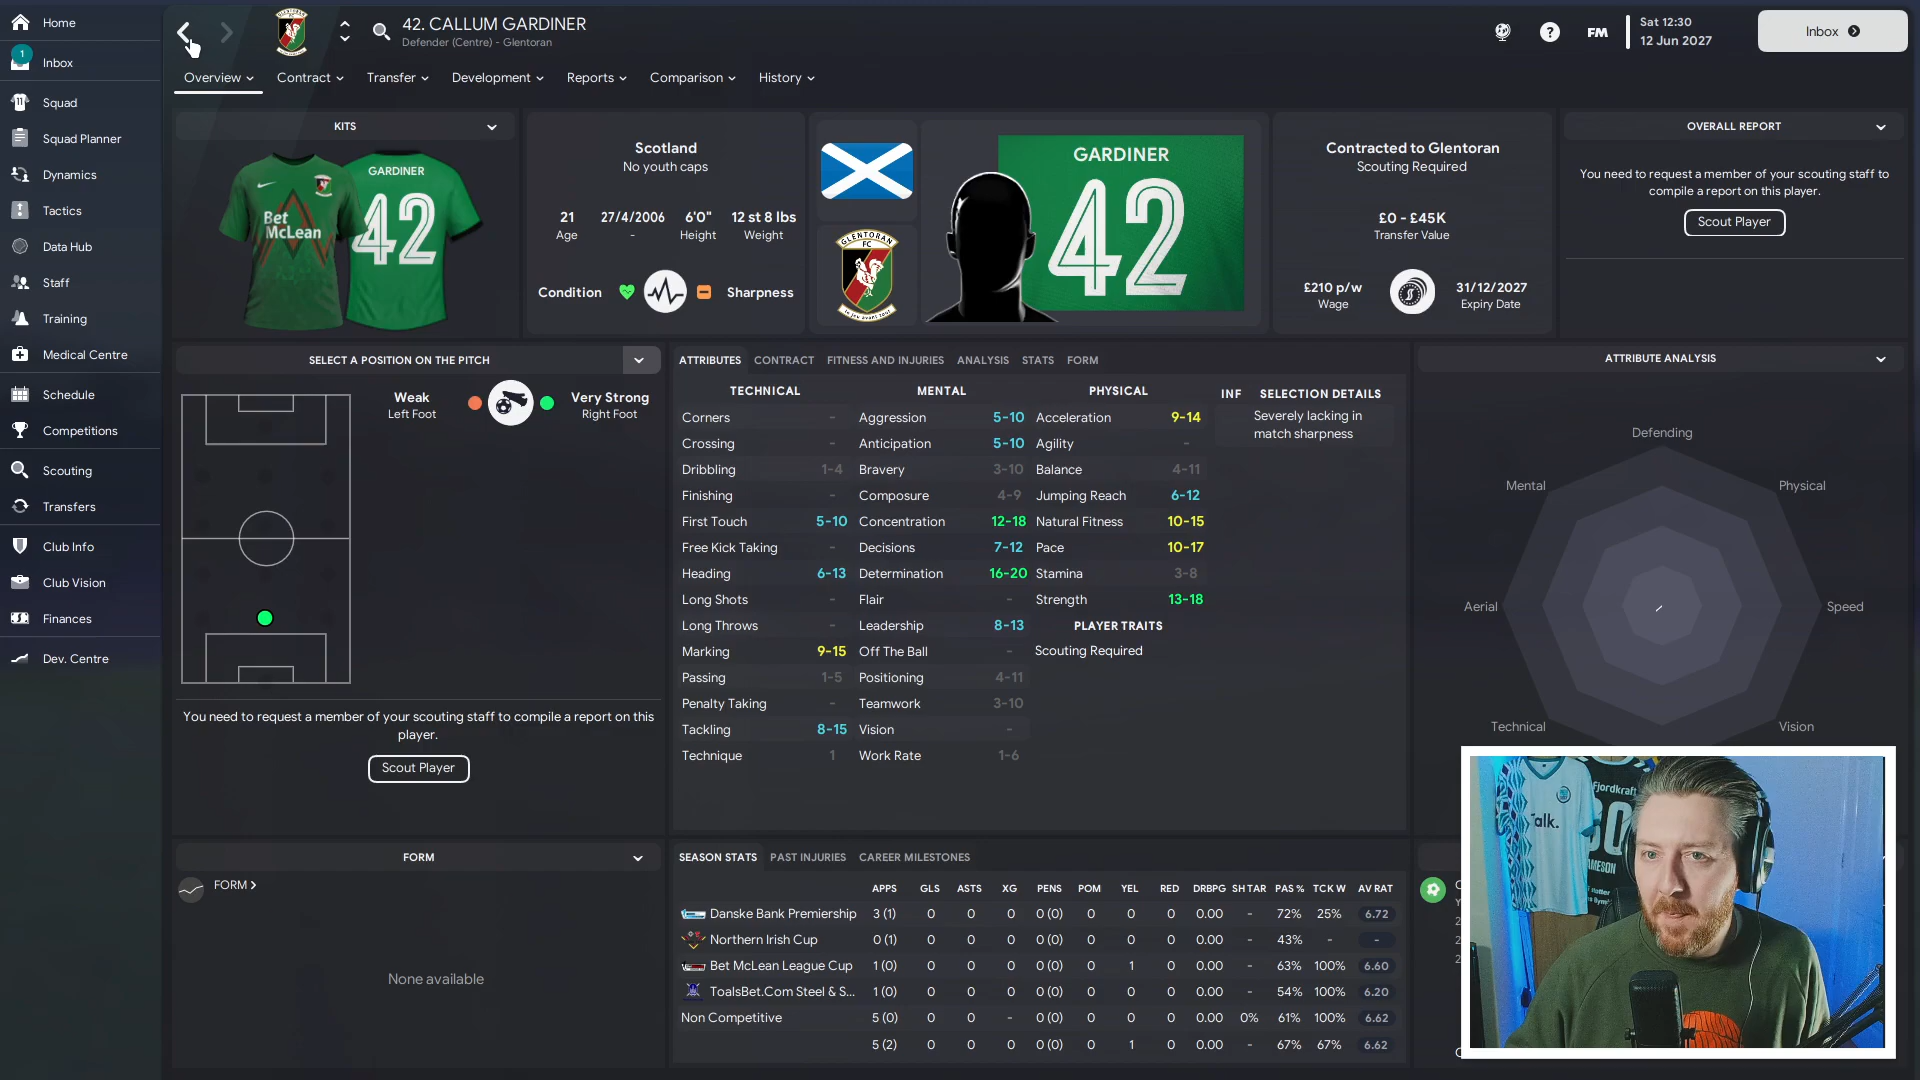 Home
1
Inbox
Squad
Squad Planner
Dynamics
Tactics
Data Hub
Staff
Training
Medical Centre
Schedule
Competitions
Scouting
Transfers
Club Info
Club Vision
Finances
Dev. Centre
42. CALLUM GARDINER
Defender (Centre) - Glentoran
? FM Sat 12:30
12 Jun 2027
Inbox
Overview Contract Transfer Development Reports Comparison History
KITS
GARDINER
42
Bet
McLean
Scotland
No youth caps
21 27/4/2006 6'0" 12 st 8 lbs
Age - Height Weight
Condition Sharpness
GLENTORAN
FC
GARDINER
42
Contracted to Glentoran
Scouting Required
£0 - £45K
Transfer Value
£210 p/w 31/12/2027
Wage Expiry Date
OVERALL REPORT
You need to request a member of your scouting staff to
compile a report on this player.
Scout Player
SELECT A POSITION ON THE PITCH
Weak Very Strong
Left Foot Right Foot
You need to request a member of your scouting staff to compile a report on this
player.
Scout Player
ATTRIBUTES CONTRACT FITNESS AND INJURIES ANALYSIS STATS FORM
TECHNICAL MENTAL PHYSICAL INF SELECTION DETAILS
Corners - Aggression 5-10 Acceleration 9-14 Severely lacking in
match sharpness
Crossing - Anticipation 5-10 Agility -
Dribbling 1-4 Bravery 3-10 Balance 4-11
Finishing - Composure 4-9 Jumping Reach 6-12
First Touch 5-10 Concentration 12-18 Natural Fitness 10-15
Free Kick Taking - Decisions 7-12 Pace 10-17
Heading 6-13 Determination 16-20 Stamina 3-8
Long Shots - Flair - Strength 13-18
Long Throws - Leadership 8-13 PLAYER TRAITS
Marking 9-15 Off The Ball - Scouting Required
Passing 1-5 Positioning 4-11
Penalty Taking - Teamwork 3-10
Tackling 8-15 Vision -
Technique 1 Work Rate 1-6
ATTRIBUTE ANALYSIS
Defending
Mental Physical
Aerial Speed
Technical Vision
FORM
FORM
None available
SEASON STATS PAST INJURIES CAREER MILESTONES
APPS GLS ASTS XG PENS POM YEL RED DRBPG SH TAR PAS % TCK W AV RAT
Danske Bank Premiership 3 (1) 0 0 0 0 (0) 0 0 0 0.00 - 72% 25% 6.72
Northern Irish Cup 0 (1) 0 0 0 0 (0) 0 0 0 0.00 - 43% - -
Bet McLean League Cup 1 (0) 0 0 0 0 (0) 0 1 0 0.00 - 63% 100% 6.60
ToalsBet.Com Steel & S... 1 (0) 0 0 0 0 (0) 0 0 0 0.00 - 54% 100% 6.20
Non Competitive 5 (0) 0 0 - 0 (0) 0 0 0 0.00 0% 61% 100% 6.62
5 (2) 0 0 0 0 (0) 0 1 0 0.00 - 67% 67% 6.62
Fjordkraft
Talk.